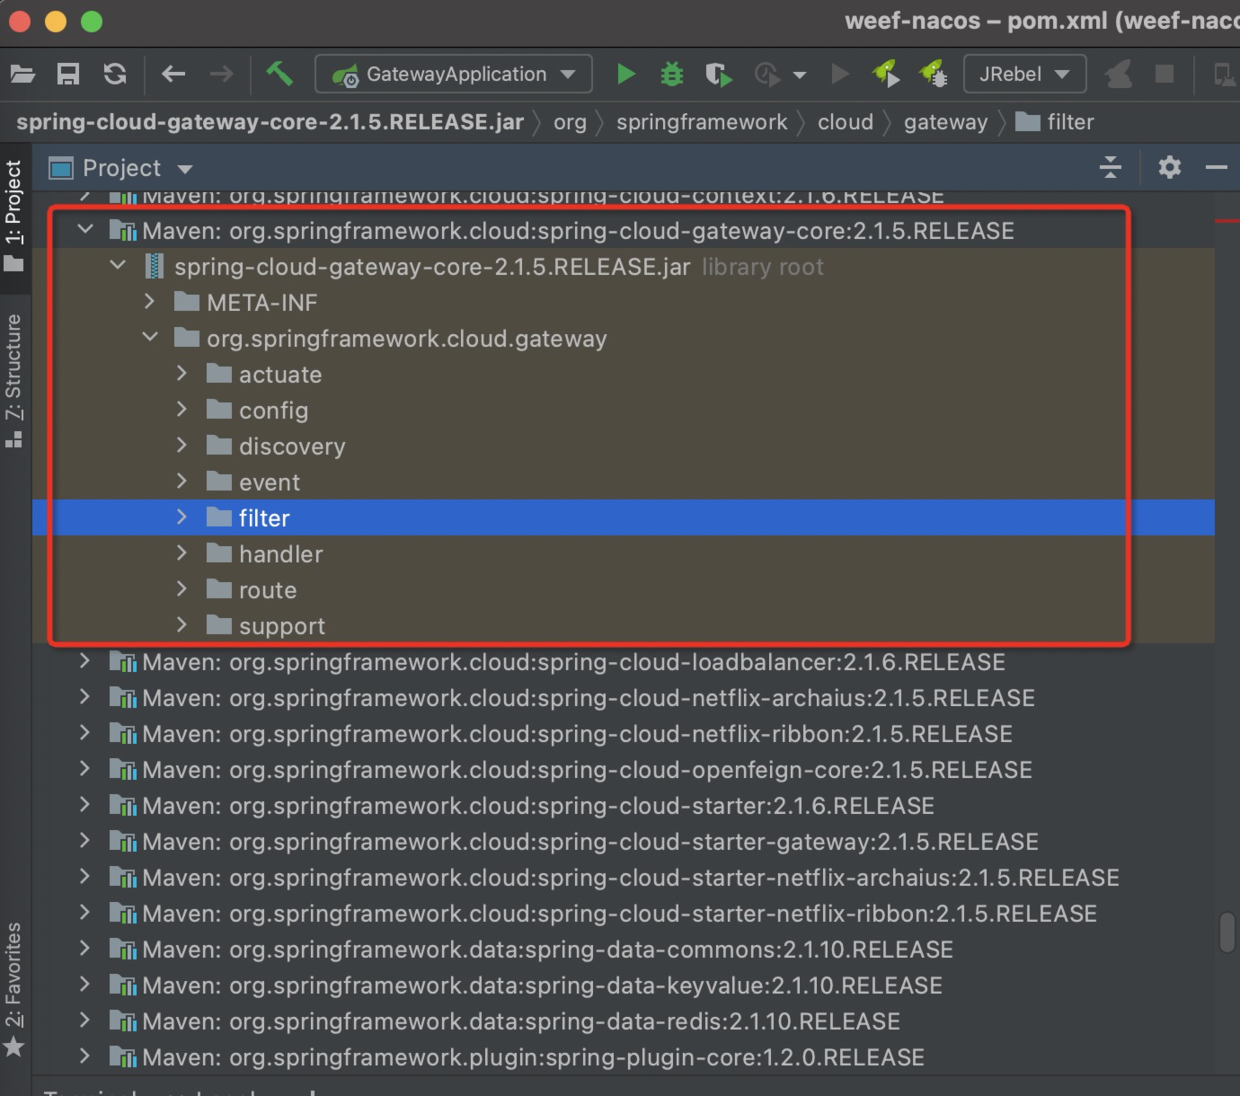 weef-nacos – pom.xml (weef-naco
GatewayApplication
JRebel
spring-cloud-gateway-core-2.1.5.RELEASE.jar
org
springframework
cloud
gateway
filter
1: Project
7: Structure
2: Favorites
Project
Maven: org.springframework.cloud:spring-cloud-context:2.1.6.RELEASE
Maven: org.springframework.cloud:spring-cloud-gateway-core:2.1.5.RELEASE
spring-cloud-gateway-core-2.1.5.RELEASE.jar library root
META-INF
org.springframework.cloud.gateway
actuate
config
discovery
event
filter
handler
route
support
Maven: org.springframework.cloud:spring-cloud-loadbalancer:2.1.6.RELEASE
Maven: org.springframework.cloud:spring-cloud-netflix-archaius:2.1.5.RELEASE
Maven: org.springframework.cloud:spring-cloud-netflix-ribbon:2.1.5.RELEASE
Maven: org.springframework.cloud:spring-cloud-openfeign-core:2.1.5.RELEASE
Maven: org.springframework.cloud:spring-cloud-starter:2.1.6.RELEASE
Maven: org.springframework.cloud:spring-cloud-starter-gateway:2.1.5.RELEASE
Maven: org.springframework.cloud:spring-cloud-starter-netflix-archaius:2.1.5.RELEASE
Maven: org.springframework.cloud:spring-cloud-starter-netflix-ribbon:2.1.5.RELEASE
Maven: org.springframework.data:spring-data-commons:2.1.10.RELEASE
Maven: org.springframework.data:spring-data-keyvalue:2.1.10.RELEASE
Maven: org.springframework.data:spring-data-redis:2.1.10.RELEASE
Maven: org.springframework.plugin:spring-plugin-core:1.2.0.RELEASE